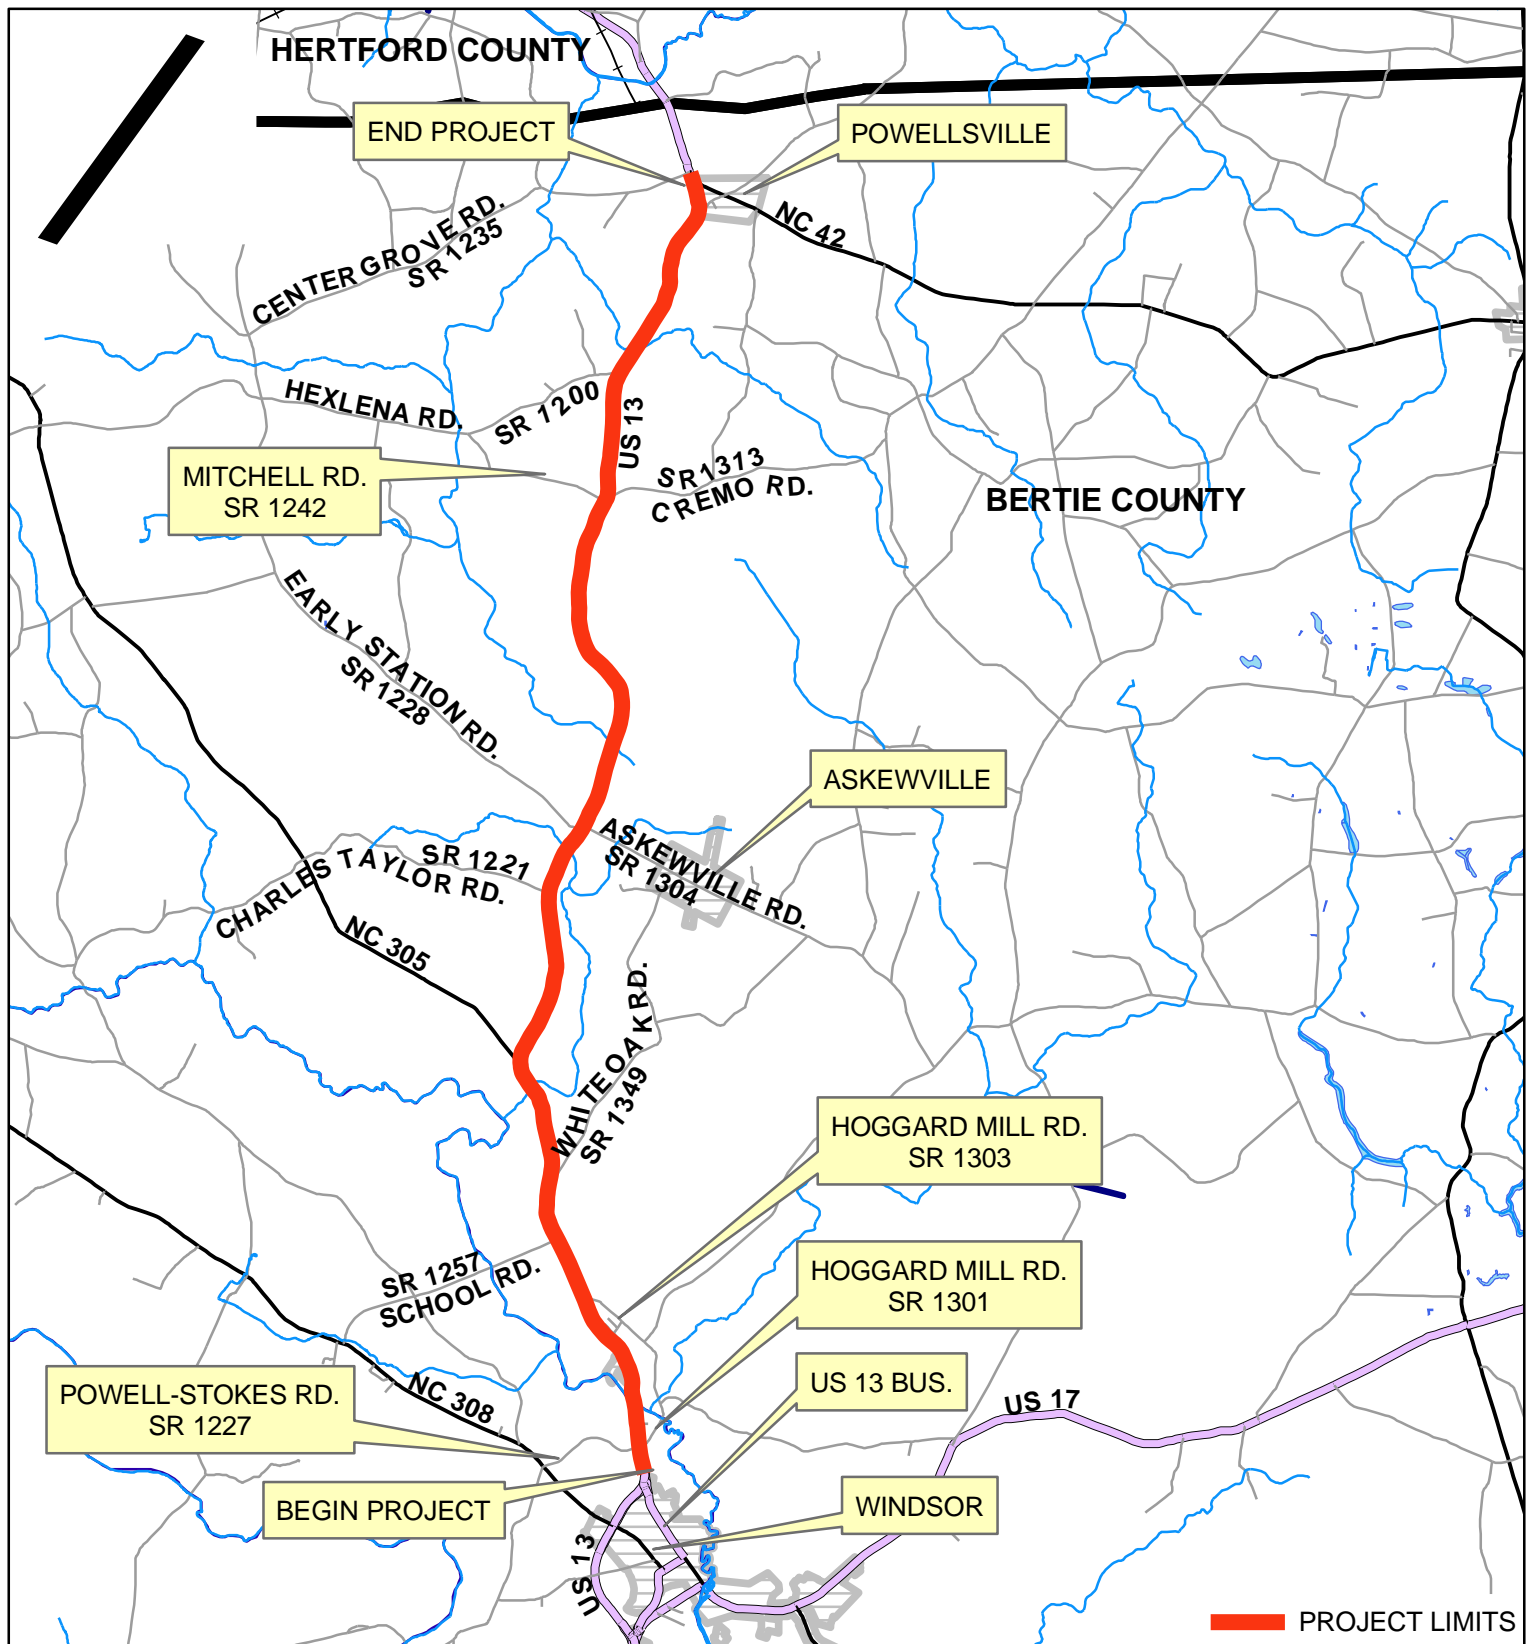 HERTFORD COUNTY
END PROJECT
POWELLSVILLE
CENTER GROVE RD.
SR 1235
NC 42
HEXLENA RD.
SR 1200
US 13
MITCHELL RD.
SR 1242
SR 1313
CREMO RD.
BERTIE COUNTY
EARLY STATION RD.
SR 1228
ASKEWVILLE
ASKEWVILLE RD.
SR 1304
SR 1221
CHARLES TAYLOR RD.
NC 305
WHITE OAK RD.
SR 1349
HOGGARD MILL RD.
SR 1303
SR 1257
SCHOOL RD.
HOGGARD MILL RD.
SR 1301
POWELL-STOKES RD.
SR 1227
NC 308
US 13 BUS.
US 17
BEGIN PROJECT
WINDSOR
US 13
PROJECT LIMITS